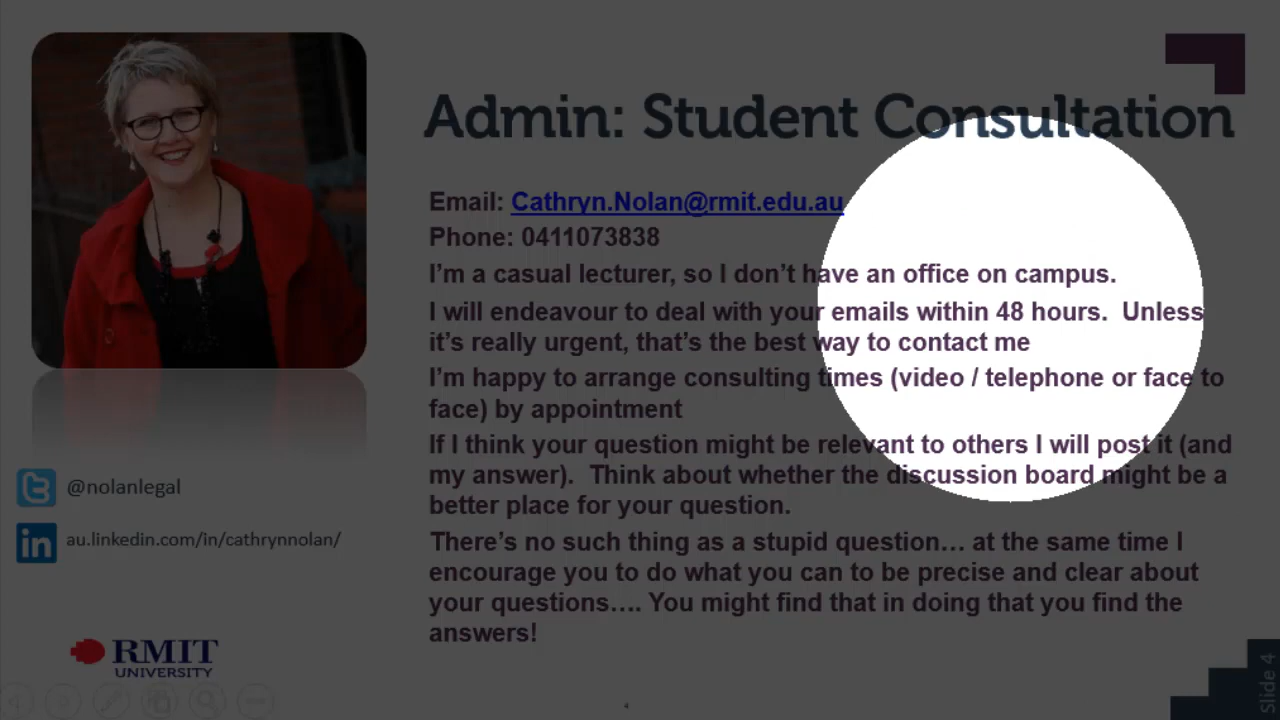 Admin: Student Consultation
Email: Cathryn.Nolan@rmit.edu.au
Phone: 0411073838
I'm a casual lecturer, so I don't have an office on campus.
I will endeavour to deal with your emails within 48 hours.  Unless
it's really urgent, that's the best way to contact me
I'm happy to arrange consulting times (video / telephone or face to
face) by appointment
If I think your question might be relevant to others I will post it (and
my answer).  Think about whether the discussion board might be a
better place for your question.
There's no such thing as a stupid question… at the same time I
encourage you to do what you can to be precise and clear about
your questions…. You might find that in doing that you find the
answers!
@nolanlegal
in
au.linkedin.com/in/cathrynnolan/
RMIT
UNIVERSITY
4
Slide 4